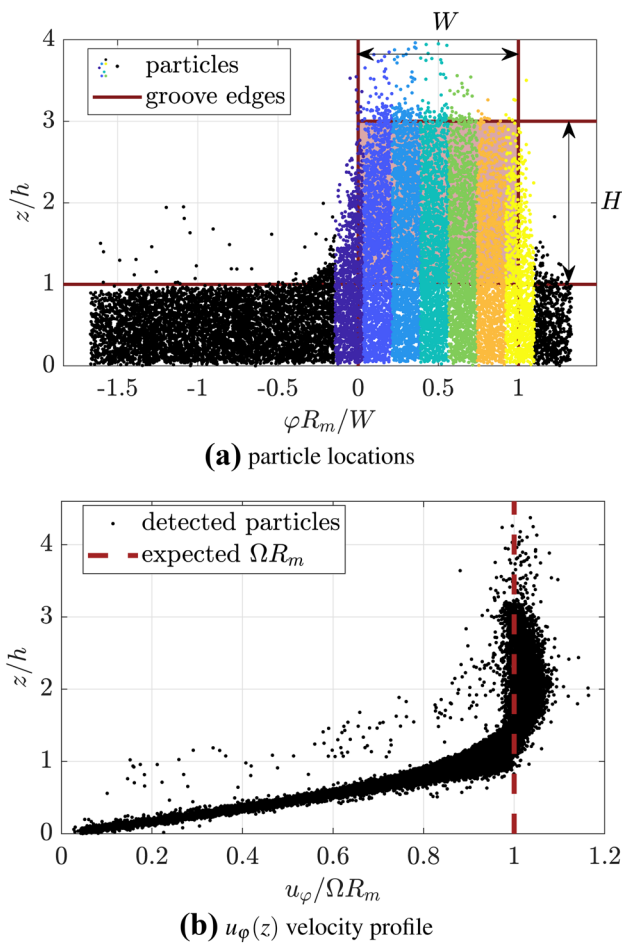 W
4
particles
groove edges
3
z/h
2
H
1
0
-1.5 -1 -0.5 0 0.5 1
φR_m/W
(a) particle locations
detected particles
expected ΩR_m
4
3
z/h
2
1
0
0 0.2 0.4 0.6 0.8 1 1.2
u_φ/ΩR_m
(b) u_φ(z) velocity profile